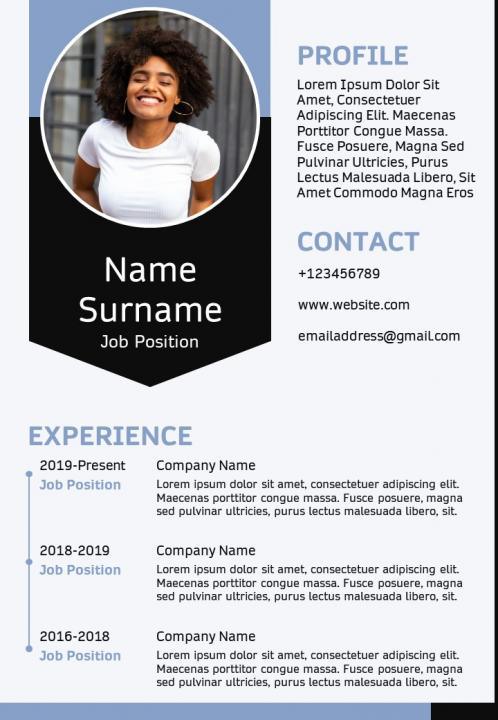 Name
Surname
Job Position
PROFILE
Lorem Ipsum Dolor Sit
Amet, Consectetuer
Adipiscing Elit. Maecenas
Porttitor Congue Massa.
Fusce Posuere, Magna Sed
Pulvinar Ultricies, Purus
Lectus Malesuada Libero, Sit
Amet Commodo Magna Eros
CONTACT
+123456789
www.website.com
emailaddress@gmail.com
EXPERIENCE
2019-Present
Job Position
Company Name
Lorem ipsum dolor sit amet, consectetuer adipiscing elit.
Maecenas porttitor congue massa. Fusce posuere, magna
sed pulvinar ultricies, purus lectus malesuada libero, sit.
2018-2019
Job Position
Company Name
Lorem ipsum dolor sit amet, consectetuer adipiscing elit.
Maecenas porttitor congue massa. Fusce posuere, magna
sed pulvinar ultricies, purus lectus malesuada libero, sit.
2016-2018
Job Position
Company Name
Lorem ipsum dolor sit amet, consectetuer adipiscing elit.
Maecenas porttitor congue massa. Fusce posuere, magna
sed pulvinar ultricies, purus lectus malesuada libero, sit.